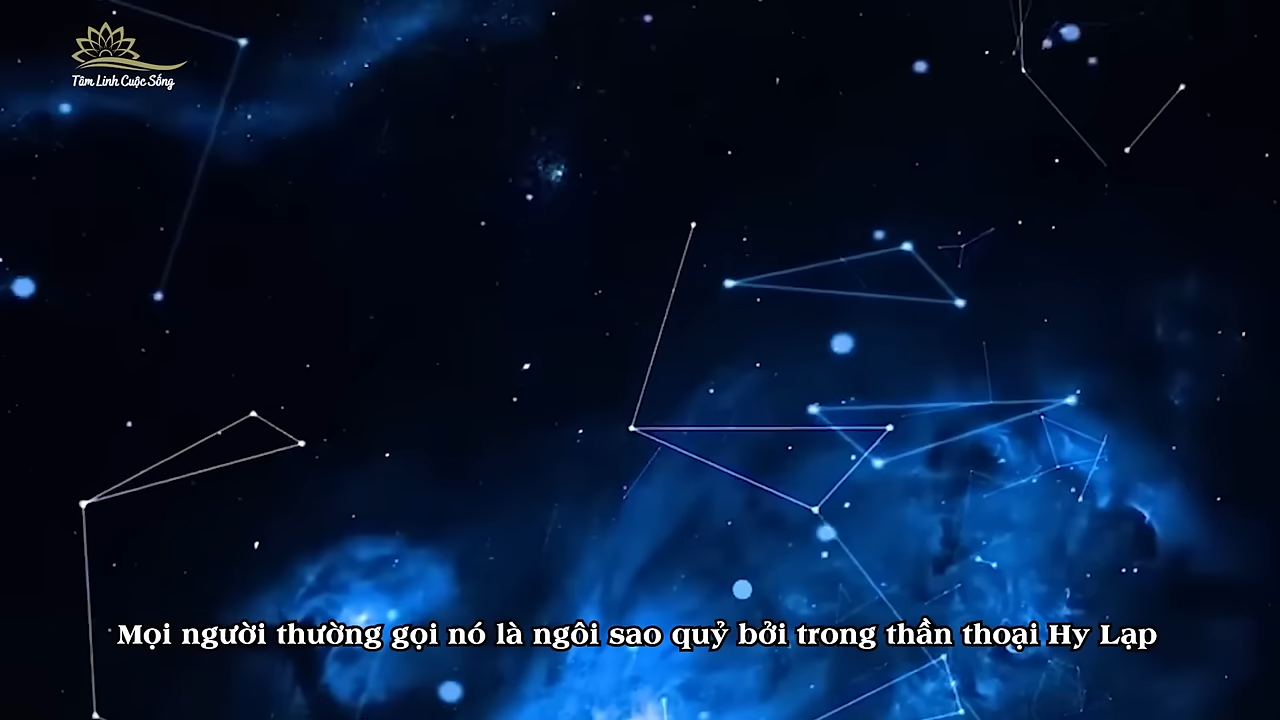 Tâm Linh Cuộc Sống
Mọi người thường gọi nó là ngôi sao quỷ bởi trong thần thoại Hy Lạp